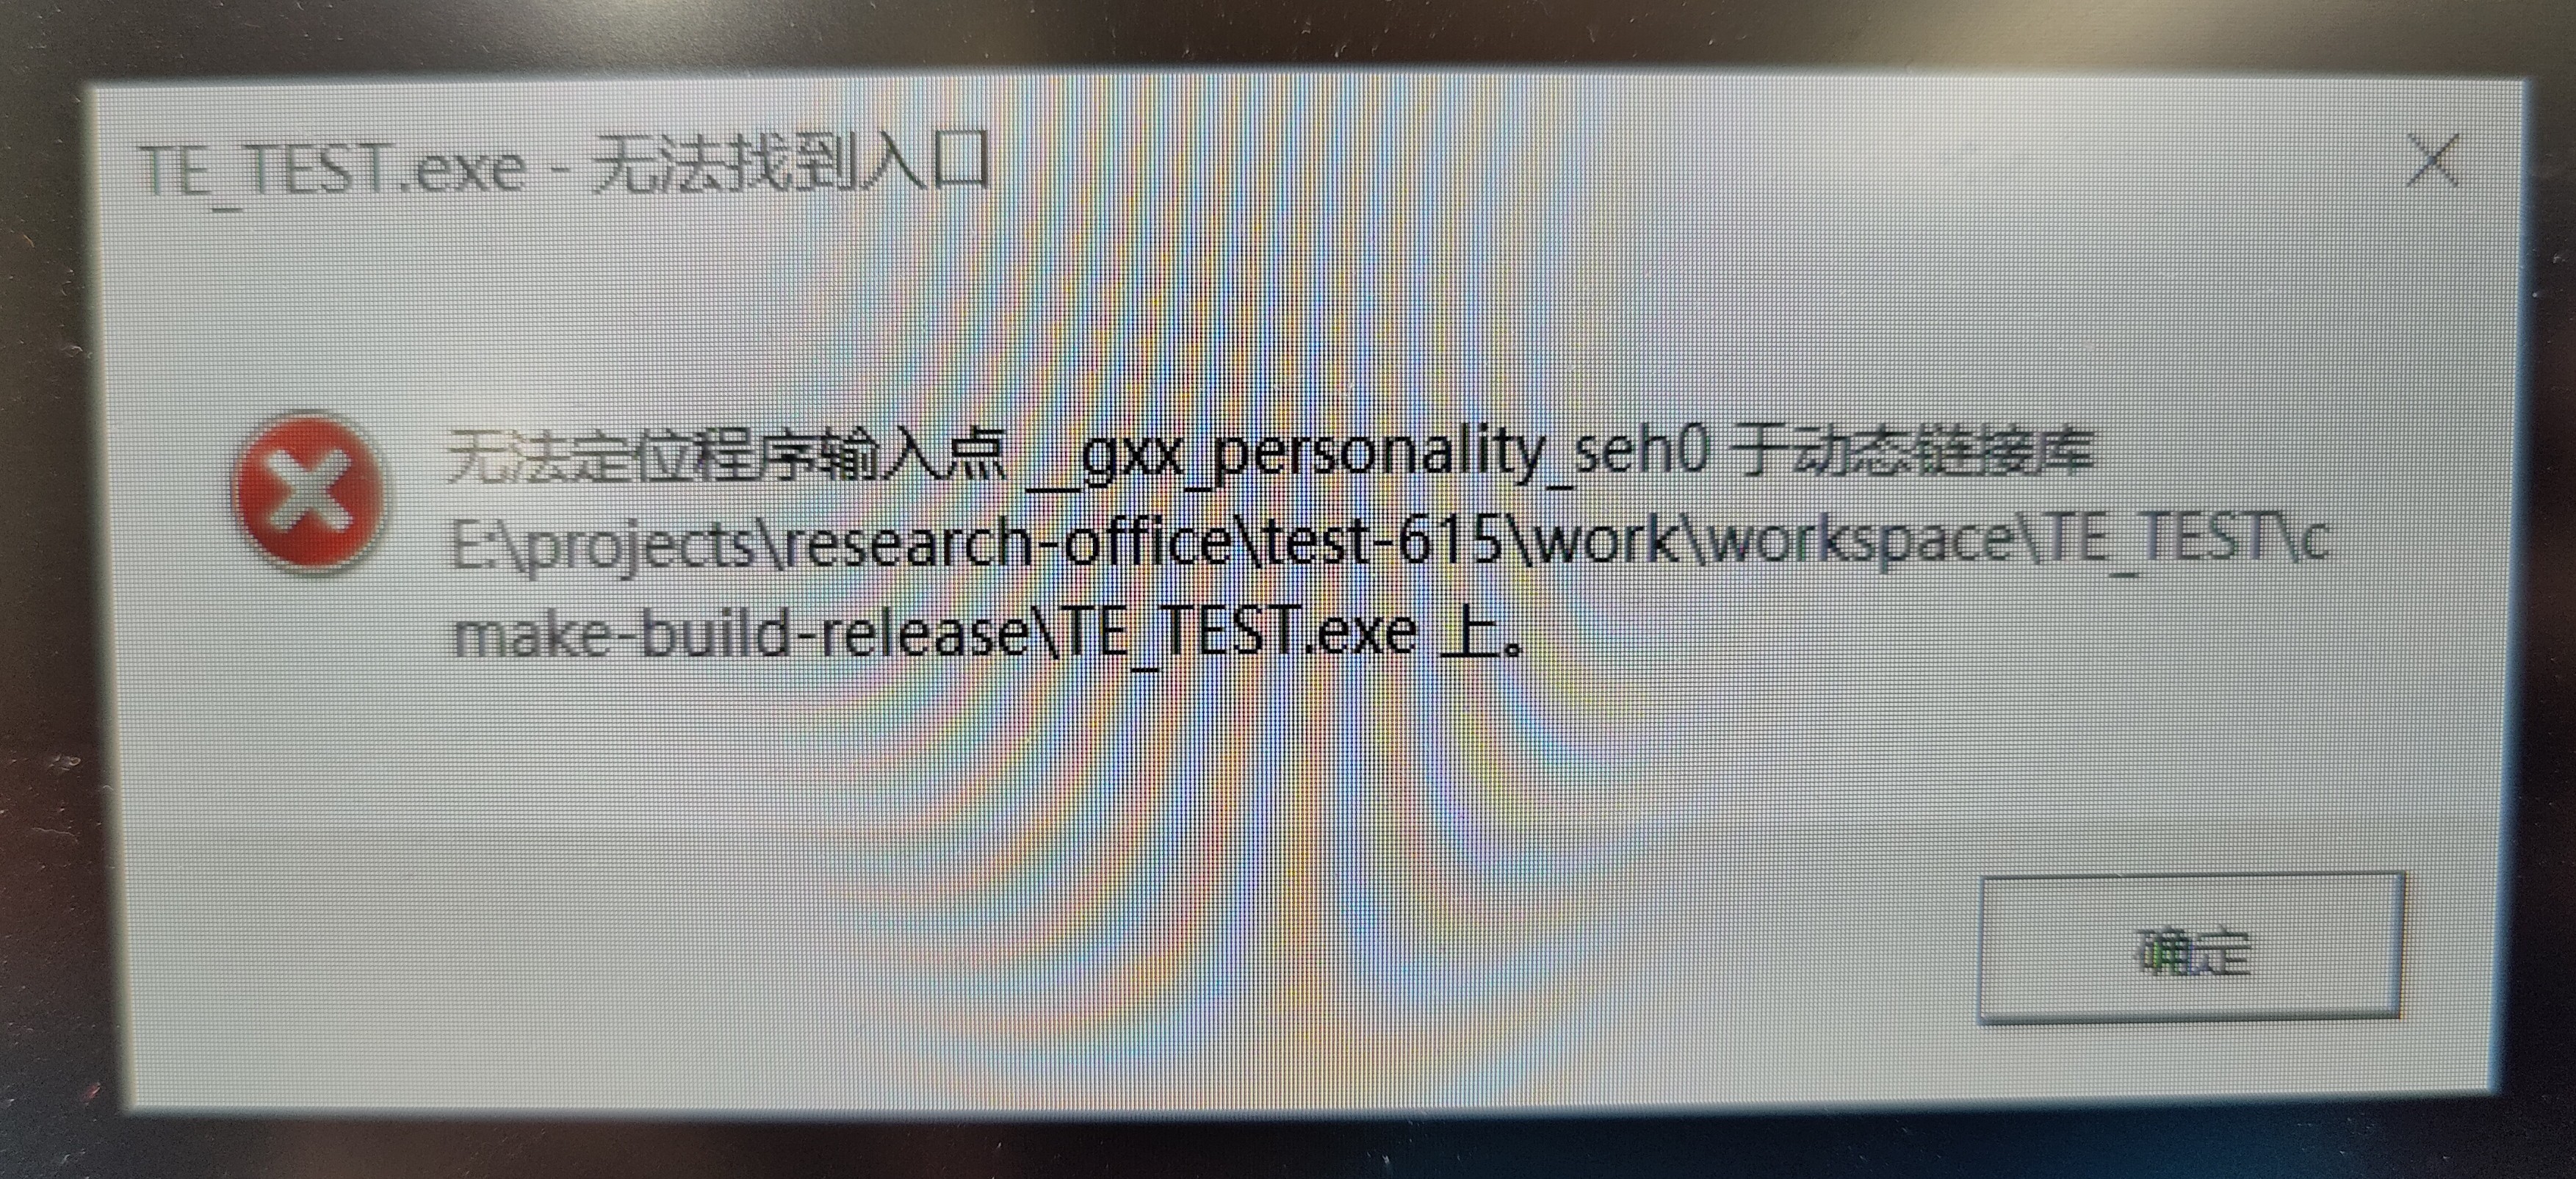 TE_TEST.exe - 无法找到入口
无法定位程序输入点 __gxx_personality_seh0 于动态链接库
E:\projects\research-office\test-615\work\workspace\TE_TEST\c
make-build-release\TE_TEST.exe 上。
确定